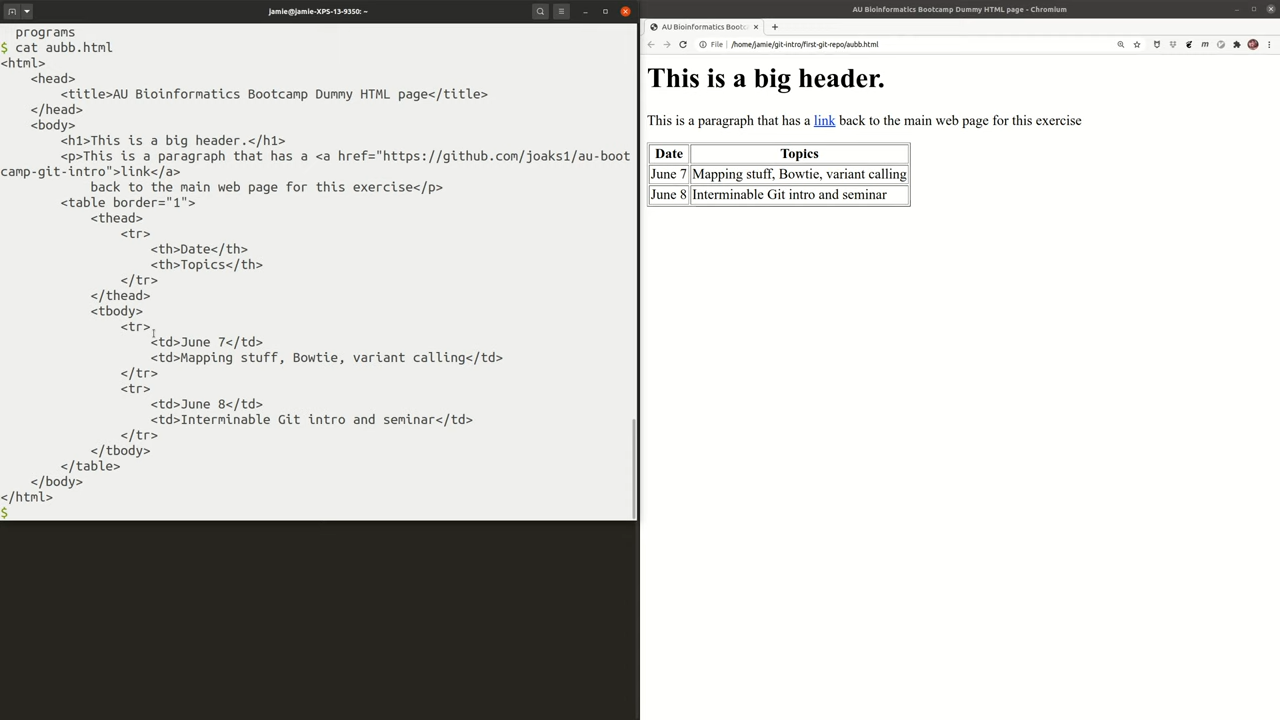 jamie@jamie-XPS-13-9350: ~
programs
$ cat aubb.html
<html>
<head>
<title>AU Bioinformatics Bootcamp Dummy HTML page</title>
</head>
<body>
<h1>This is a big header.</h1>
<p>This is a paragraph that has a <a href="https://github.com/joaks1/au-boot
camp-git-intro">link</a>
back to the main web page for this exercise</p>
<table border="1">
<thead>
<tr>
<th>Date</th>
<th>Topics</th>
</tr>
</thead>
<tbody>
<tr>
<td>June 7</td>
<td>Mapping stuff, Bowtie, variant calling</td>
</tr>
<tr>
<td>June 8</td>
<td>Interminable Git intro and seminar</td>
</tr>
</tbody>
</table>
</body>
</html>
$
AU Bioinformatics Bootcamp Dummy HTML page - Chromium
AU Bioinformatics Bootc
File | /home/jamie/git-intro/first-git-repo/aubb.html
This is a big header.
This is a paragraph that has a link back to the main web page for this exercise
Date Topics
June 7 Mapping stuff, Bowtie, variant calling
June 8 Interminable Git intro and seminar